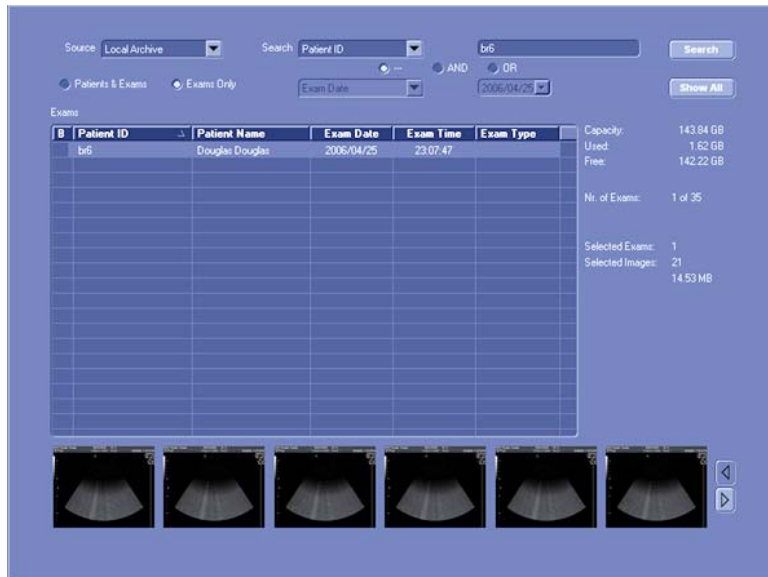 Source Local Archive Search Patient ID br6 Search
--- AND OR
Patients & Exams Exams Only Exam Date 2006/04/25 Show All
Exams
B Patient ID Patient Name Exam Date Exam Time Exam Type
br6 Douglas Douglas 2006/04/25 23:07:47
Capacity: 143.84 GB
Used: 1.62 GB
Free: 142.22 GB
Nr. of Exams: 1 of 35
Selected Exams: 1
Selected Images: 21
14.53 MB